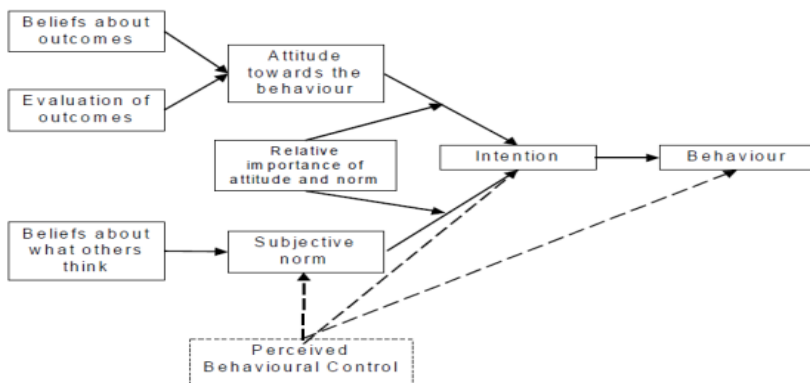 Beliefs about
outcomes
Attitude
towards the
behaviour
Evaluation of
outcomes
Relative
importance of
attitude and norm
Intention
Behaviour
Beliefs about
what others
think
Subjective
norm
Perceived
Behavioural Control